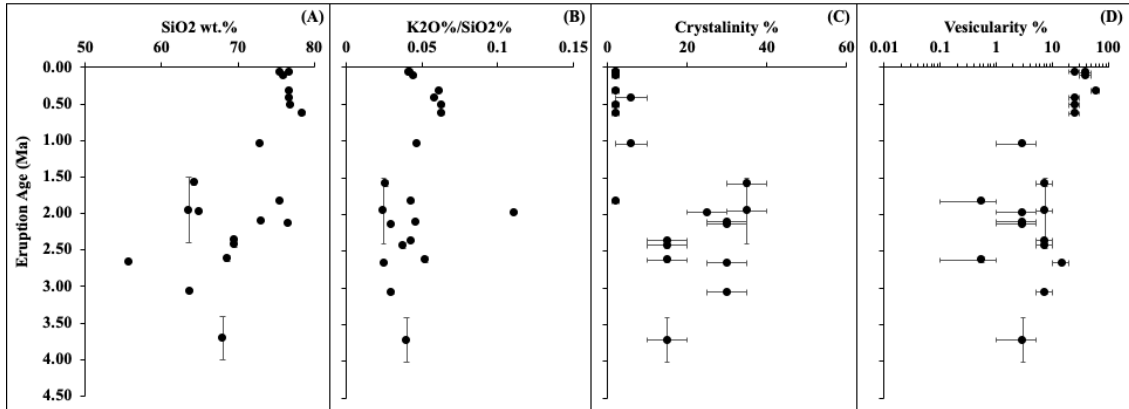 SiO2 wt.% (A)
50 60 70 80
K2O%/SiO2% (B)
0 0.05 0.1 0.15
Crystalinity % (C)
0 20 40 60
Vesicularity % (D)
0.01 0.1 1 10 100
Eruption Age (Ma)
0.00
0.50
1.00
1.50
2.00
2.50
3.00
3.50
4.00
4.50